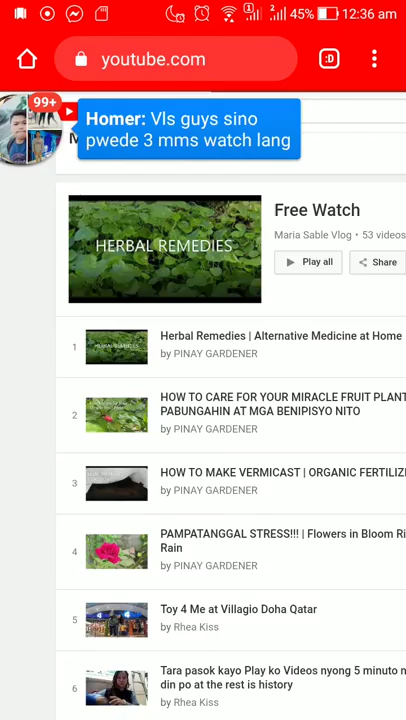 45% 12:36 am
youtube.com
:D
99+
Homer: Vls guys sino
pwede 3 mms watch lang
HERBAL REMEDIES
Free Watch
Maria Sable Vlog • 53 videos
Play all
Share
1
Herbal Remedies | Alternative Medicine at Home
by PINAY GARDENER
2
HOW TO CARE FOR YOUR MIRACLE FRUIT PLANT
PABUNGAHIN AT MGA BENIPISYO NITO
by PINAY GARDENER
3
HOW TO MAKE VERMICAST | ORGANIC FERTILIZ
by PINAY GARDENER
4
PAMPATANGGAL STRESS!!! | Flowers in Bloom Ri
Rain
by PINAY GARDENER
5
Toy 4 Me at Villagio Doha Qatar
by Rhea Kiss
6
Tara pasok kayo Play ko Videos nyong 5 minuto n
din po at the rest is history
by Rhea Kiss